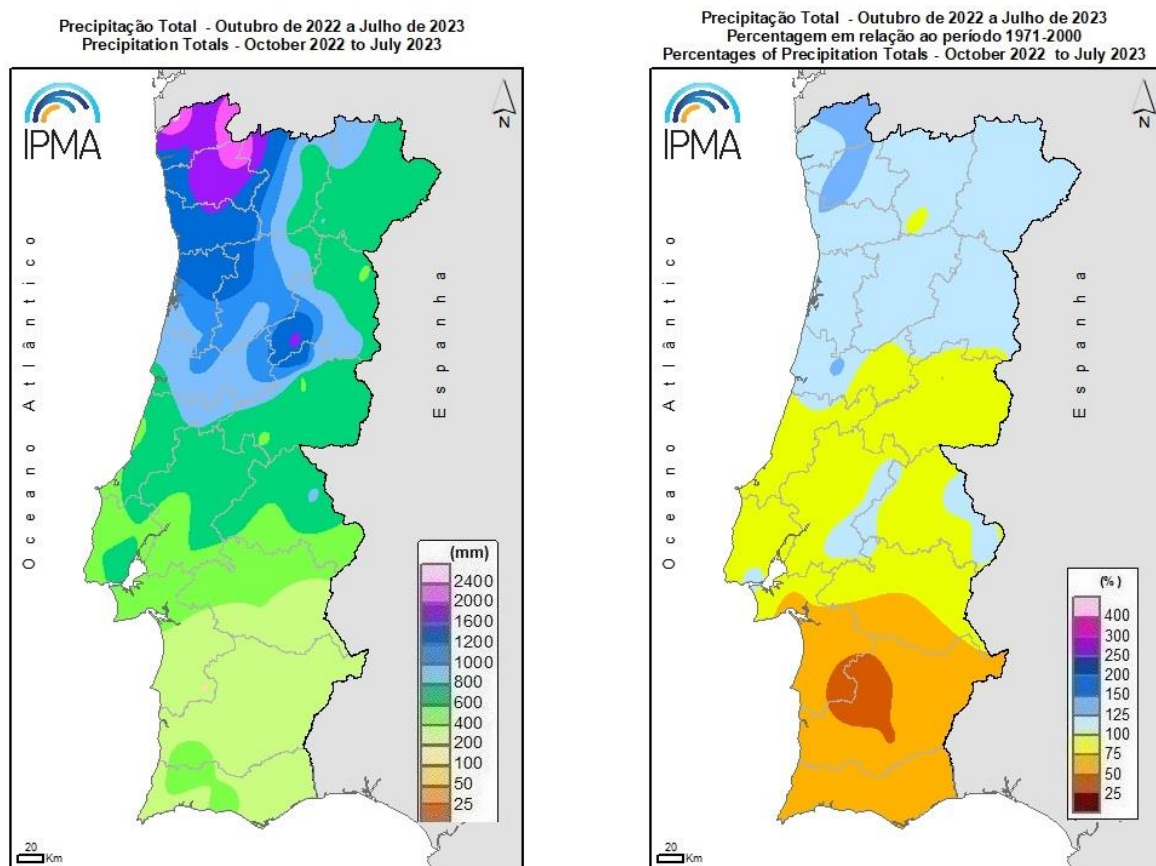 Precipitação Total - Outubro de 2022 a Julho de 2023
Precipitation Totals - October 2022 to July 2023
IPMA
N
Oceano Atlântico
Espanha
(mm)
2400
2000
1600
1200
1000
800
600
400
200
100
50
25
20
Km
Precipitação Total - Outubro de 2022 a Julho de 2023
Percentagem em relação ao período 1971-2000
Percentages of Precipitation Totals - October 2022 to July 2023
IPMA
N
Oceano Atlântico
Espanha
(%)
400
300
250
200
150
125
100
75
50
25
20
Km